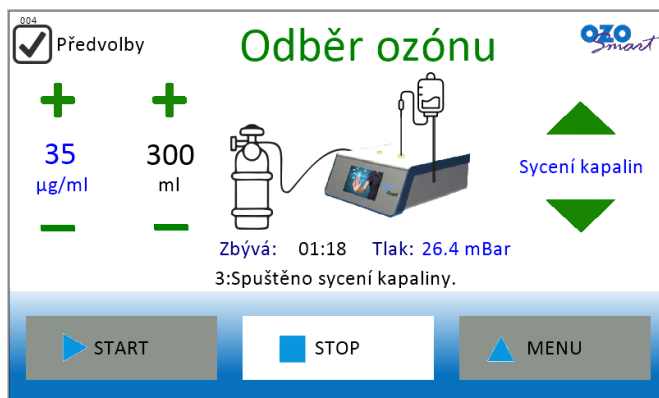 004
Předvolby
Odběr ozónu
OZO
Smart
35
µg/ml
300
ml
Sycení kapalin
Zbývá: 01:18 Tlak: 26.4 mBar
3:Spuštěno sycení kapaliny.
START
STOP
MENU